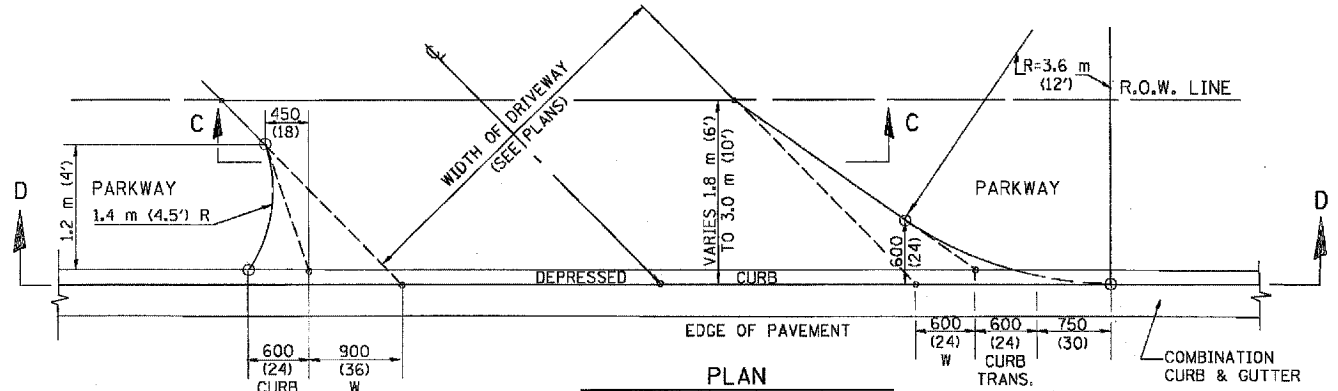 ℄
R=3.6 m
(12')
R.O.W. LINE
450
(18)
C
C
WIDTH OF DRIVEWAY
(SEE PLANS)
D
D
1.2 m (4')
PARKWAY
1.4 m (4.5') R
VARIES 1.8 m (6')
TO 3.0 m (10')
PARKWAY
600
(24)
DEPRESSED CURB
EDGE OF PAVEMENT
600
(24)
CURB
900
(36)
W
600
(24)
W
600
(24)
CURB
TRANS.
750
(30)
COMBINATION
CURB & GUTTER
PLAN